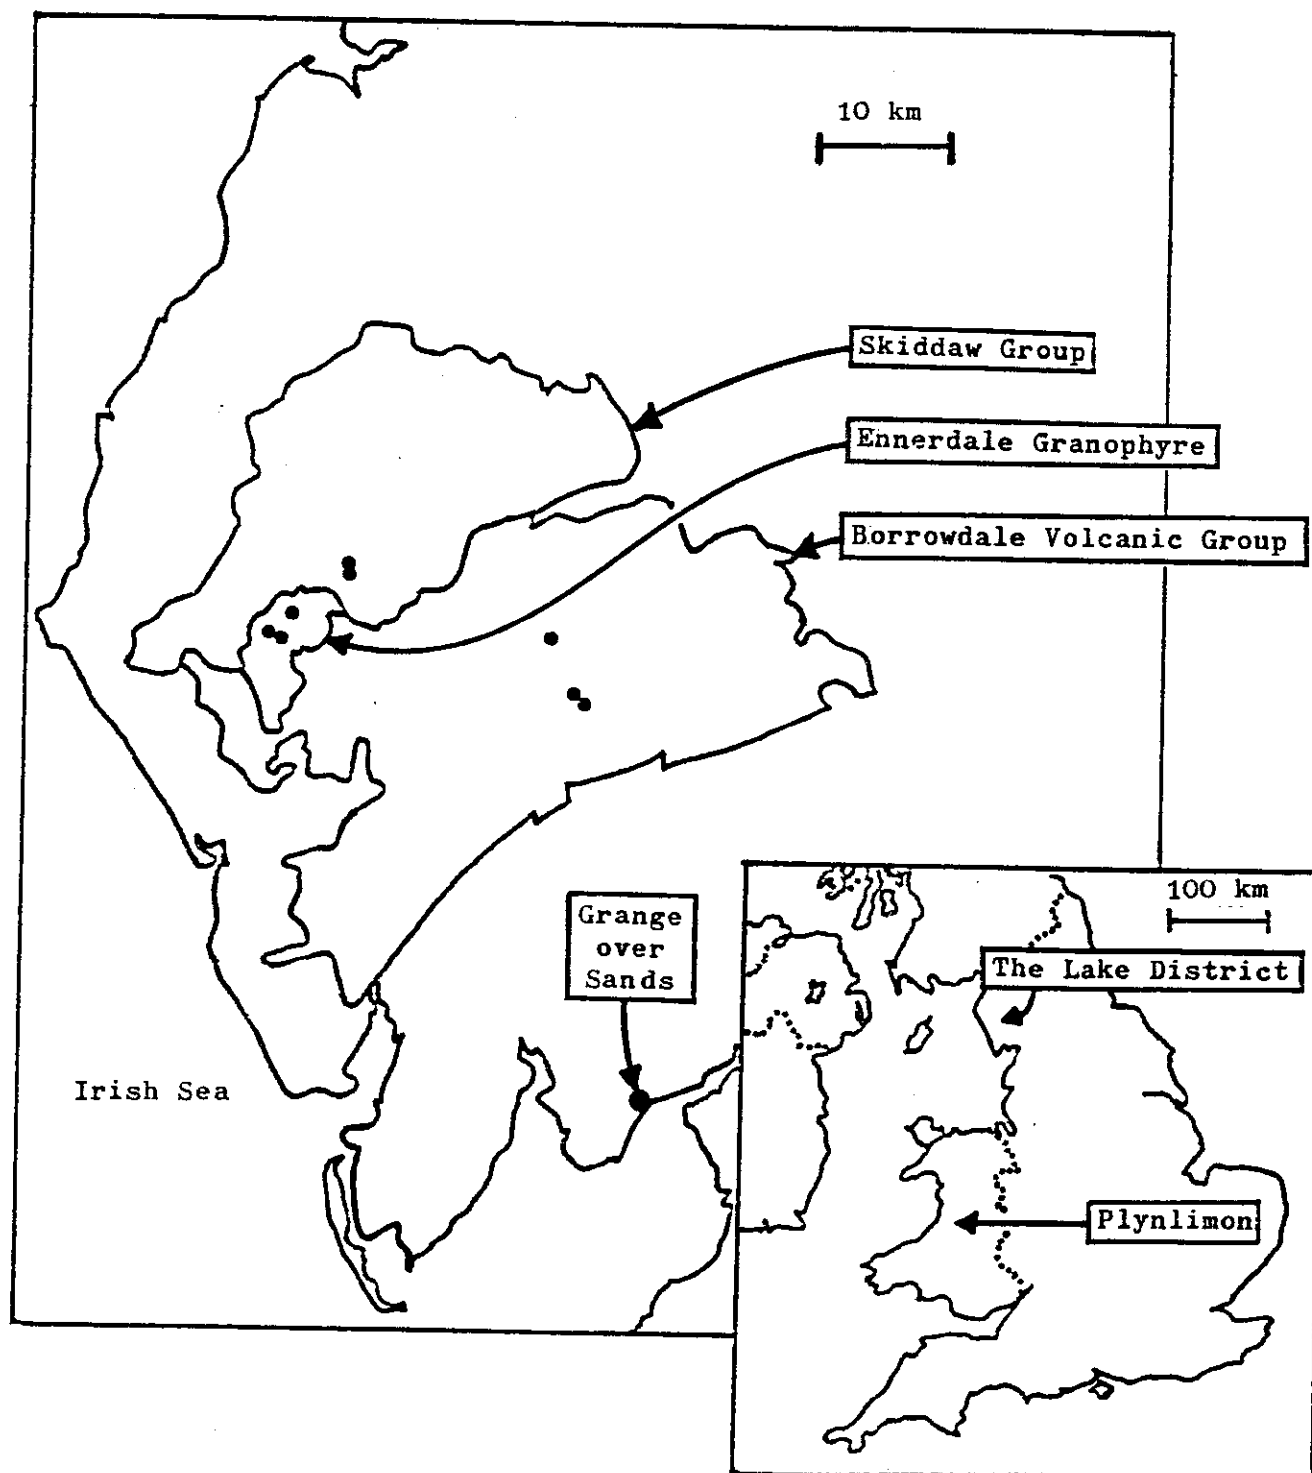 10 km
Skiddaw Group
Ennerdale Granophyre
Borrowdale Volcanic Group
Grange
over
Sands
Irish Sea
100 km
The Lake District
Plynlimon